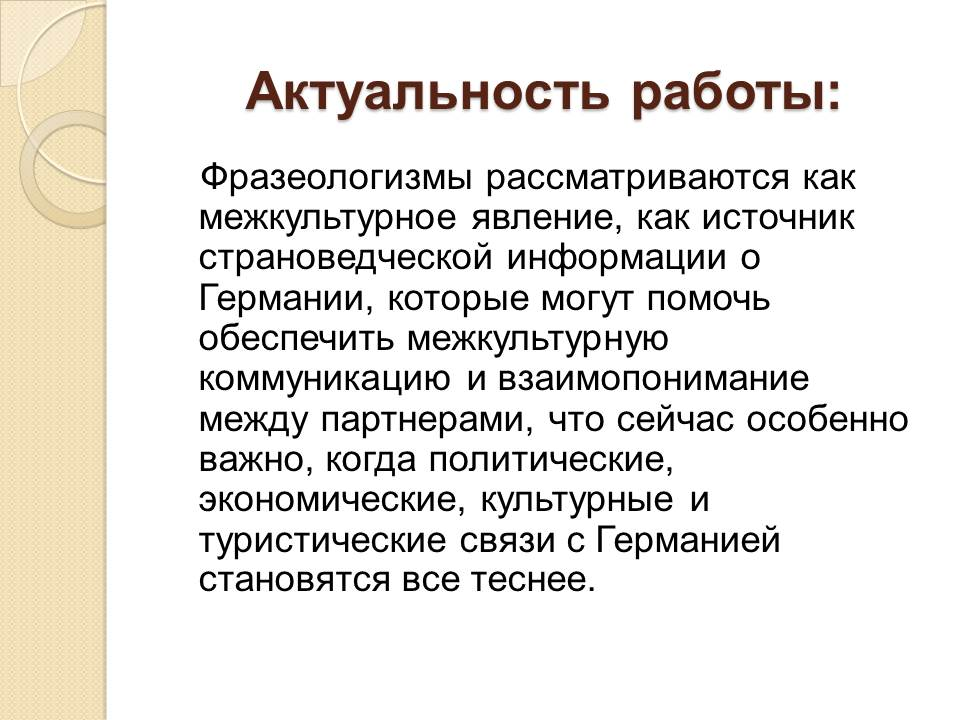 Актуальность работы:
Фразеологизмы рассматриваются как
межкультурное явление, как источник
страноведческой информации о
Германии, которые могут помочь
обеспечить межкультурную
коммуникацию и взаимопонимание
между партнерами, что сейчас особенно
важно, когда политические,
экономические, культурные и
туристические связи с Германией
становятся все теснее.